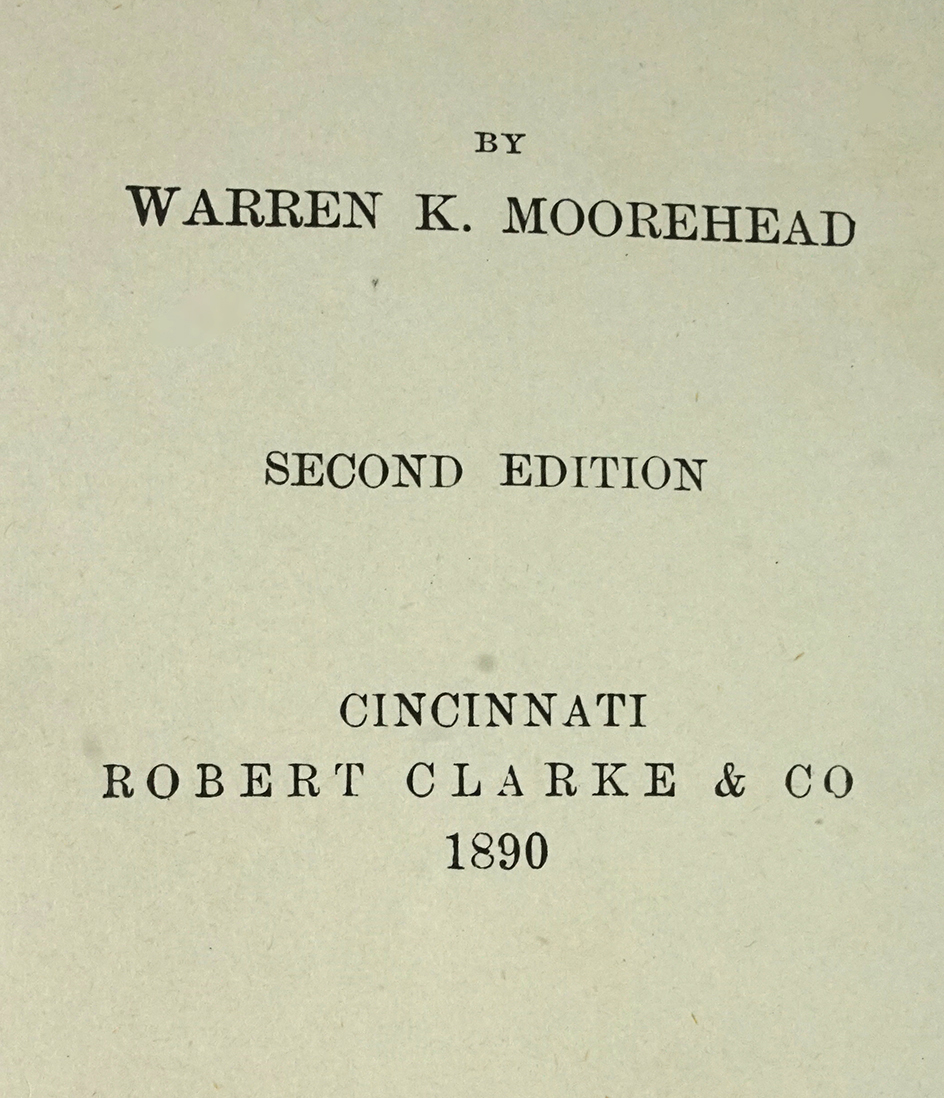 BY
WARREN K. MOOREHEAD
SECOND EDITION
CINCINNATI
ROBERT CLARKE & CO
1890